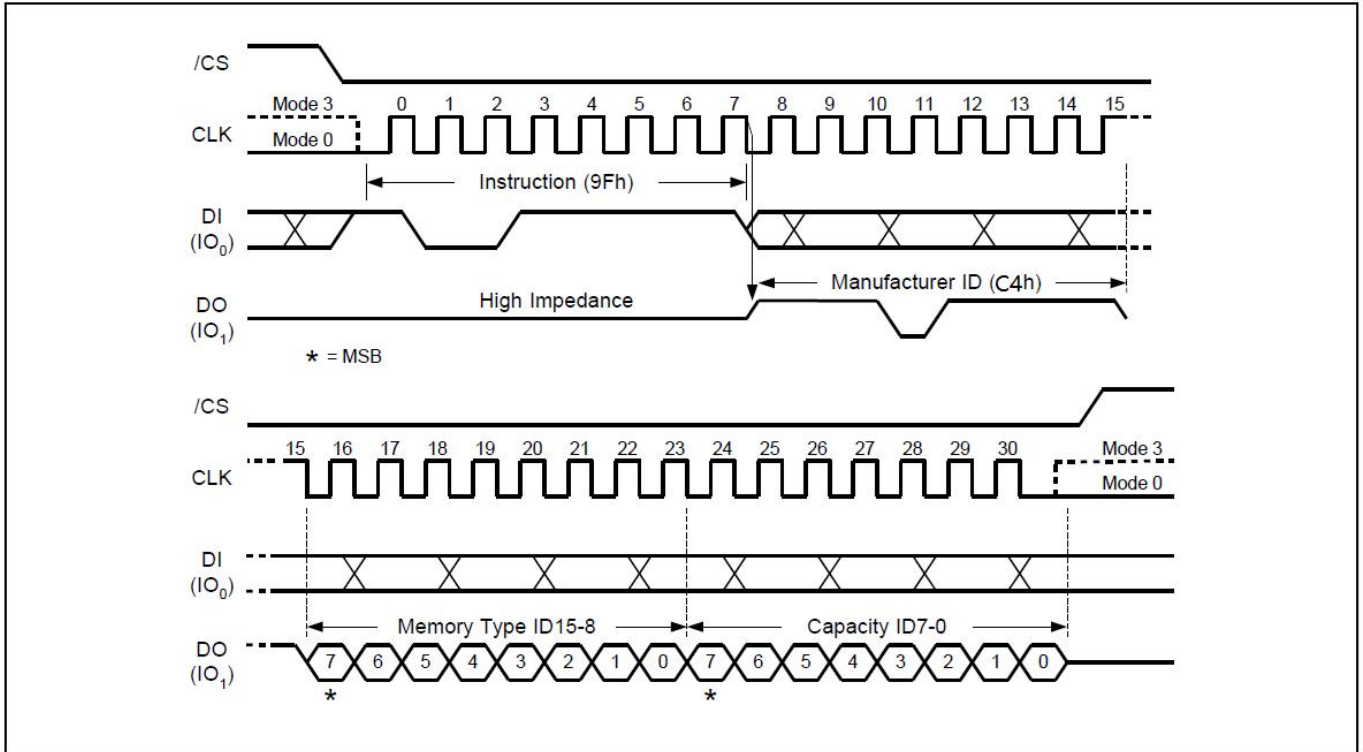 /CS
Mode 3 0 1 2 3 4 5 6 7 8 9 10 11 12 13 14 15
CLK
Mode 0
Instruction (9Fh)
DI
(IO₀)
Manufacturer ID (C4h)
High Impedance
DO
(IO₁)
* = MSB
/CS
15 16 17 18 19 20 21 22 23 24 25 26 27 28 29 30 Mode 3
CLK
Mode 0
DI
(IO₀)
Memory Type ID15-8 Capacity ID7-0
DO
7 6 5 4 3 2 1 0 7 6 5 4 3 2 1 0
(IO₁)
* *